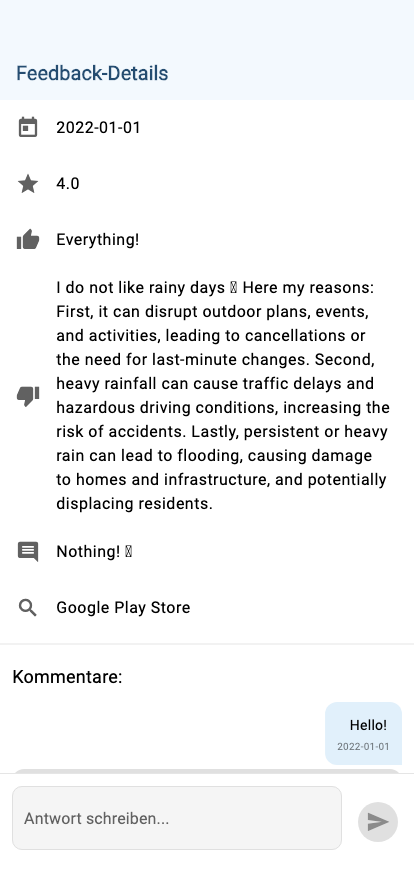 Feedback-Details
2022-01-01
4.0
Everything!
I do not like rainy days Here my reasons:
First, it can disrupt outdoor plans, events,
and activities, leading to cancellations or
the need for last-minute changes. Second,
heavy rainfall can cause traffic delays and
hazardous driving conditions, increasing the
risk of accidents. Lastly, persistent or heavy
rain can lead to flooding, causing damage
to homes and infrastructure, and potentially
displacing residents.
Nothing!
Google Play Store
Kommentare:
Hello!
2022-01-01
Antwort schreiben...